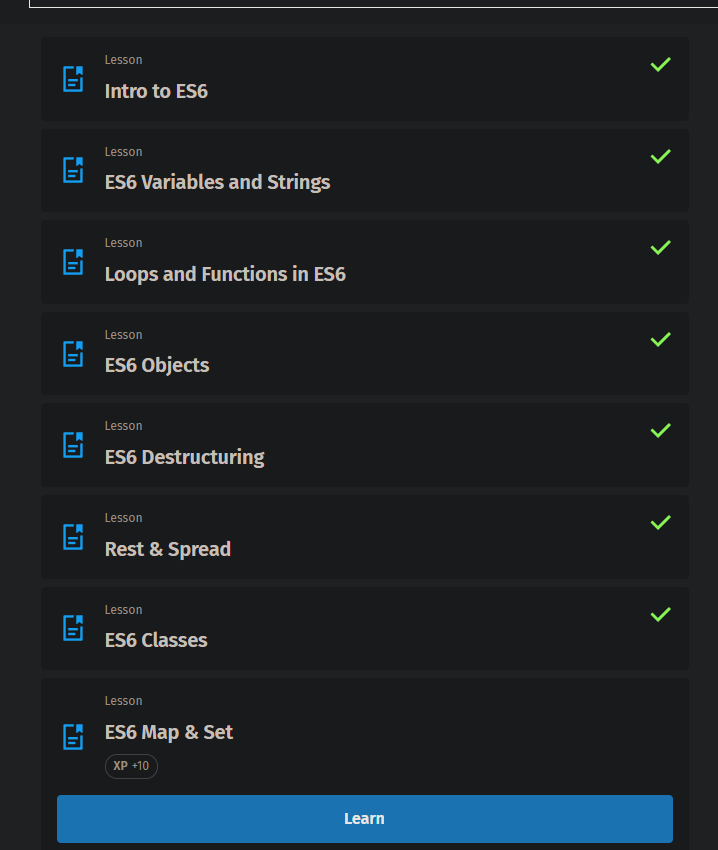 Lesson
Intro to ES6
Lesson
ES6 Variables and Strings
Lesson
Loops and Functions in ES6
Lesson
ES6 Objects
Lesson
ES6 Destructuring
Lesson
Rest & Spread
Lesson
ES6 Classes
Lesson
ES6 Map & Set
XP +10
Learn